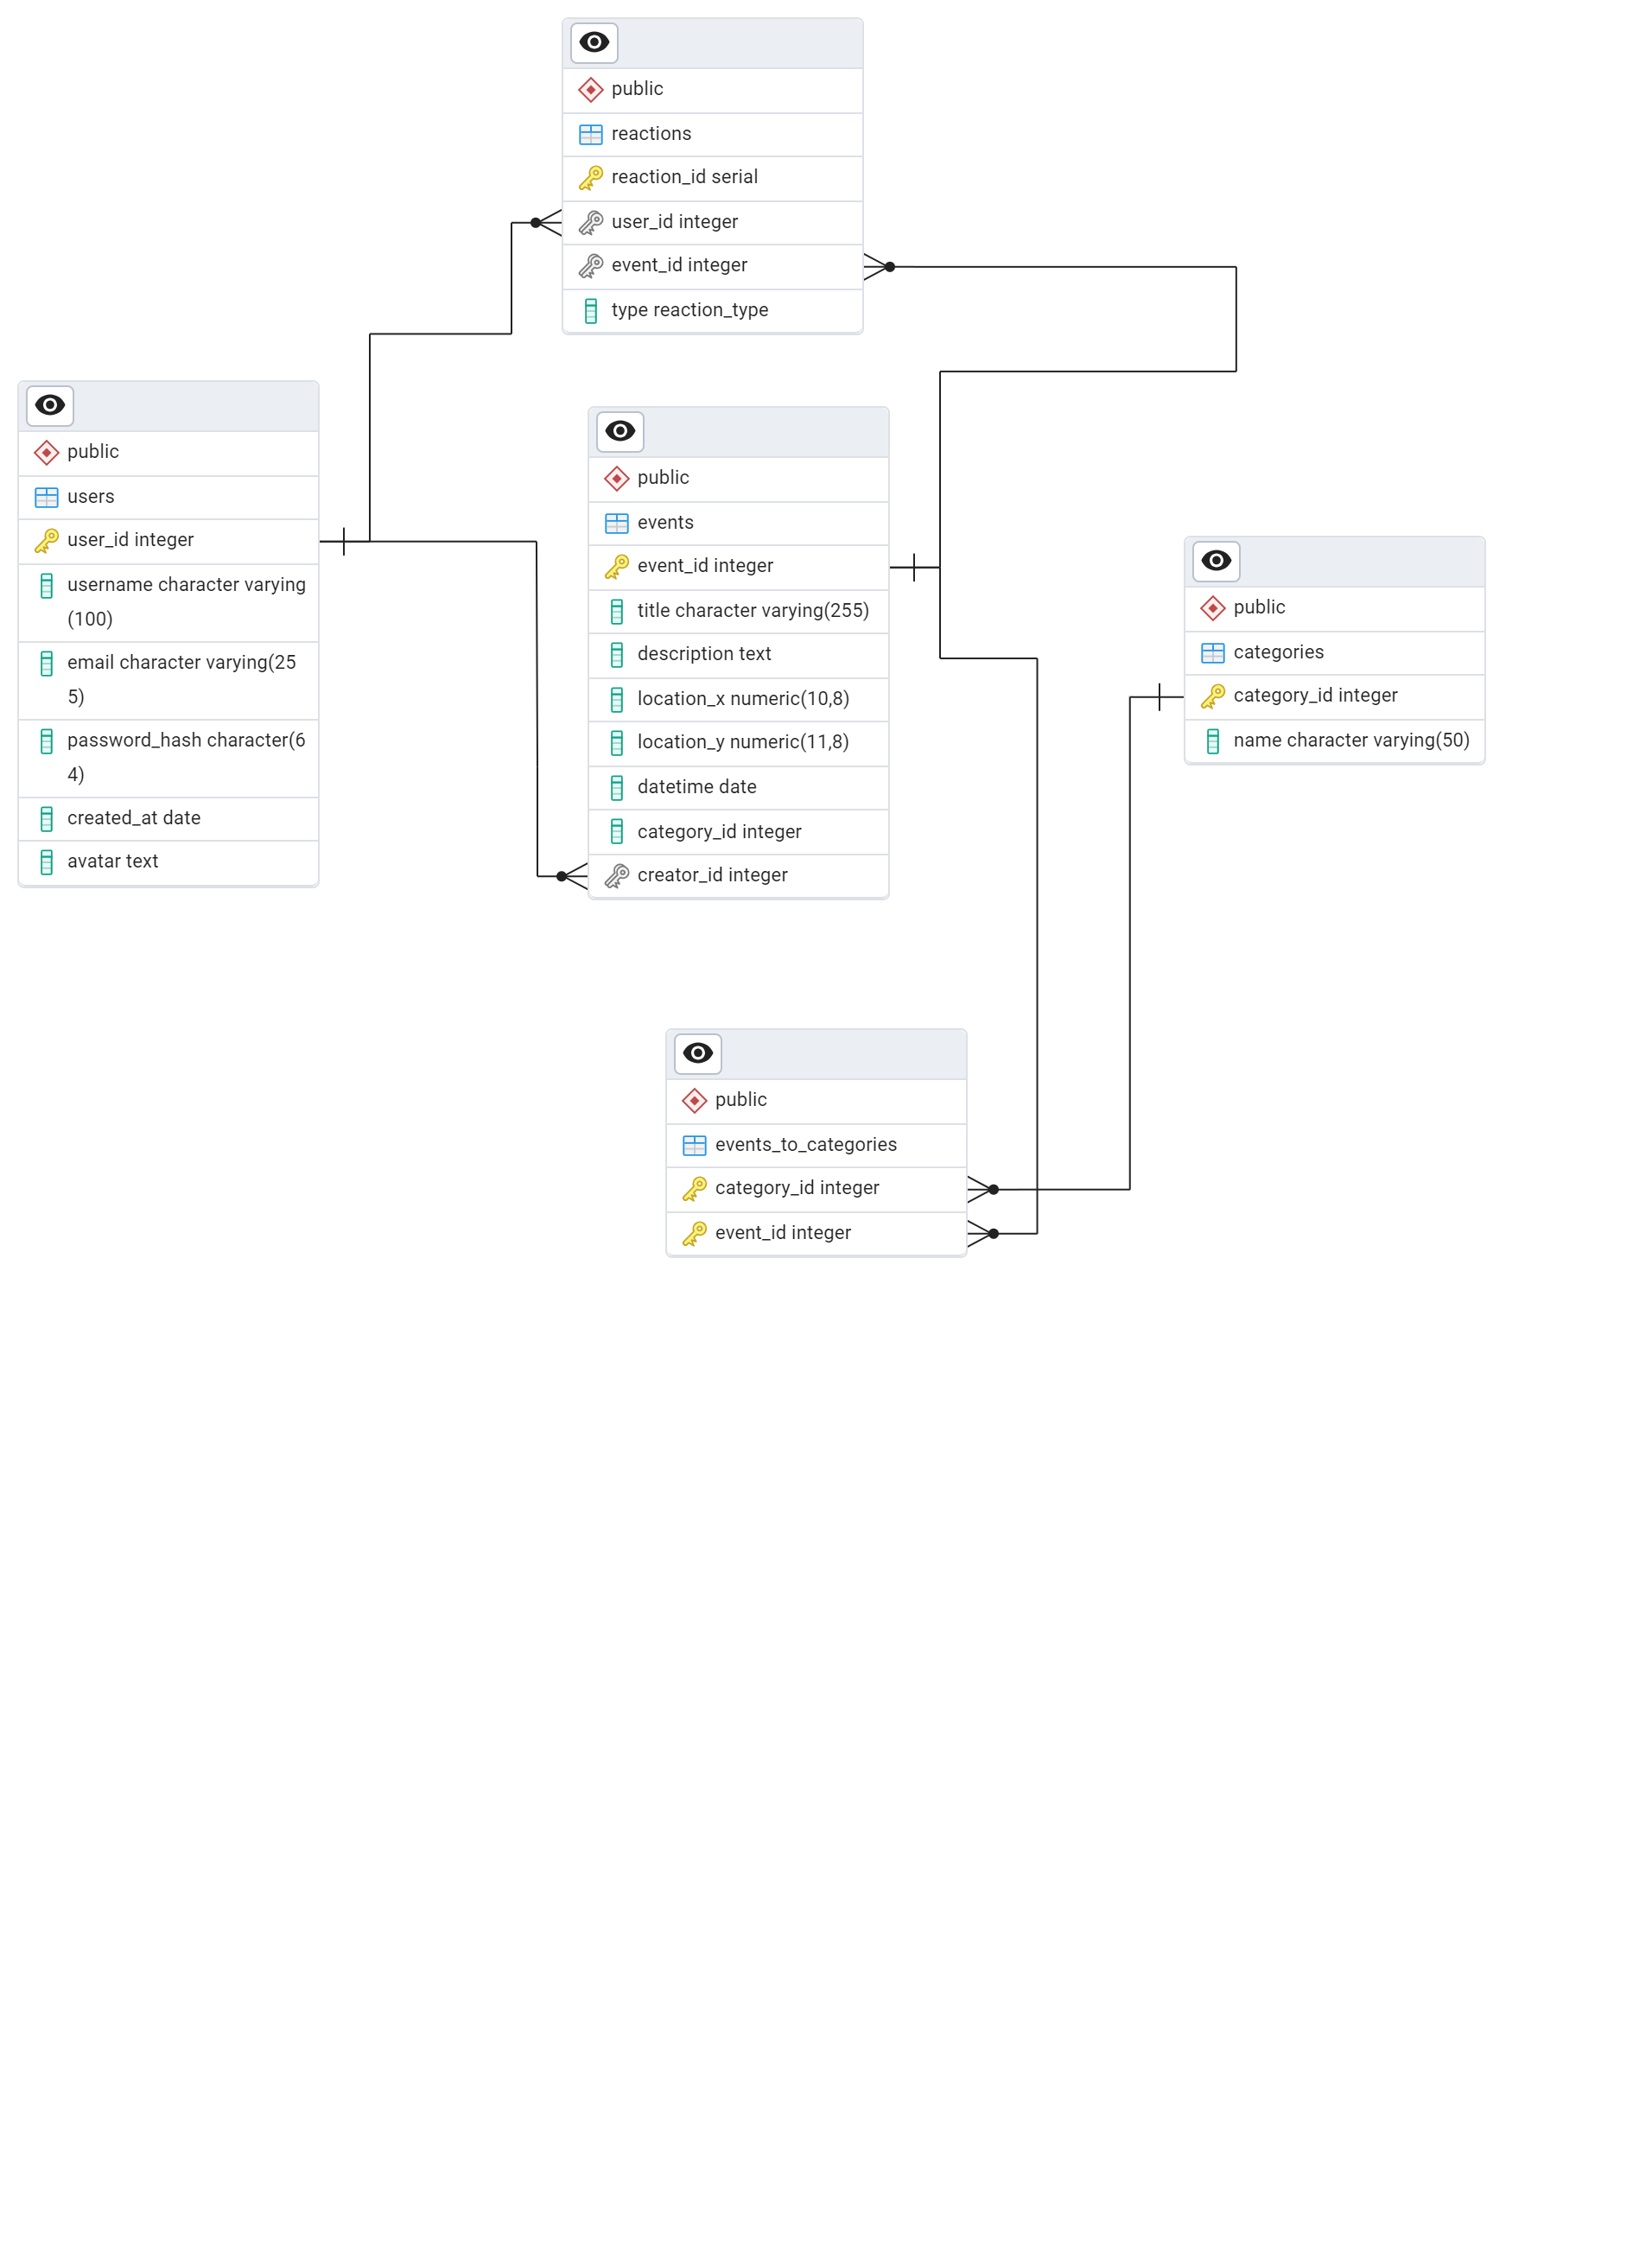 public
reactions
reaction_id serial
user_id integer
event_id integer
type reaction_type
public
users
user_id integer
username character varying
(100)
email character varying(25
5)
password_hash character(6
4)
created_at date
avatar text
public
events
event_id integer
title character varying(255)
description text
location_x numeric(10,8)
location_y numeric(11,8)
datetime date
category_id integer
creator_id integer
public
categories
category_id integer
name character varying(50)
public
events_to_categories
category_id integer
event_id integer